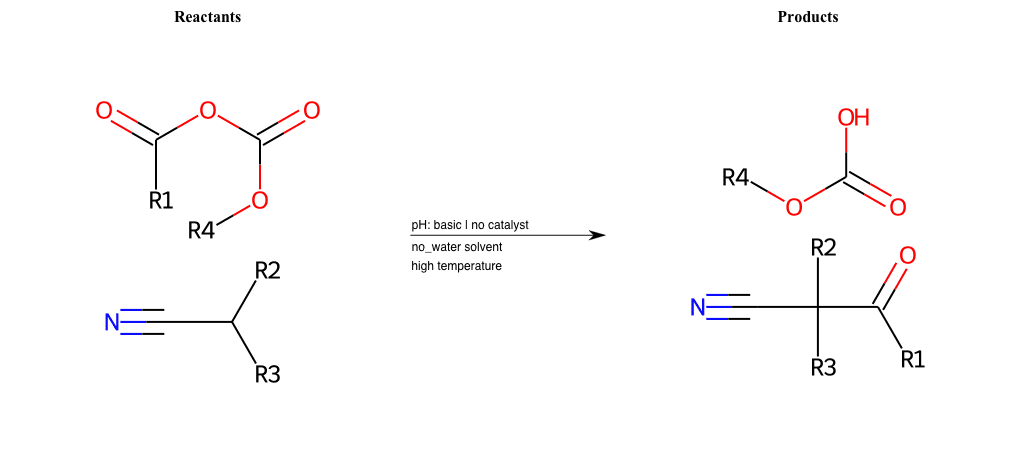 Reactants
Products
O
O
O
R1
O
R4
R2
N
R3
pH: basic | no catalyst
no_water solvent
high temperature
OH
R4
O
O
R2
O
N
R3
R1